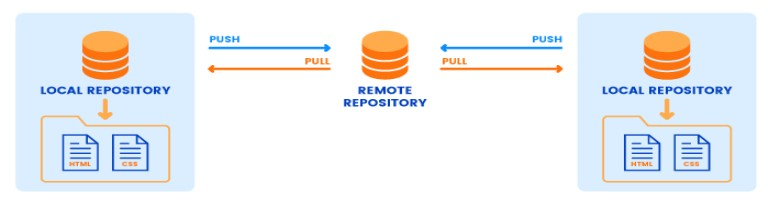 PUSH
PULL
LOCAL REPOSITORY
HTML
CSS
REMOTE
REPOSITORY
PUSH
PULL
LOCAL REPOSITORY
HTML
CSS